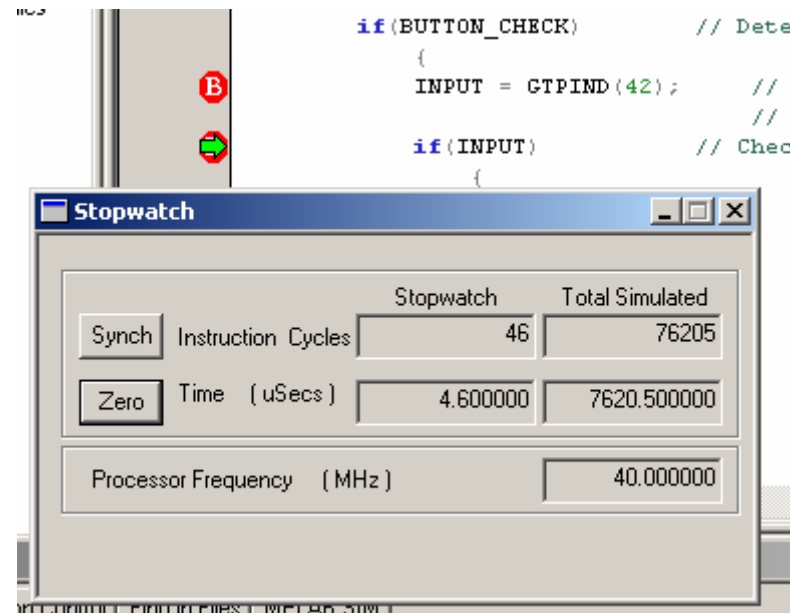 if(BUTTON_CHECK) // Dete
{
B
INPUT = GTPIND(42); //
//
if(INPUT) // Chec
{
Stopwatch
Stopwatch Total Simulated
Synch Instruction Cycles 46 76205
Zero Time (uSecs) 4.600000 7620.500000
Processor Frequency (MHz) 40.000000